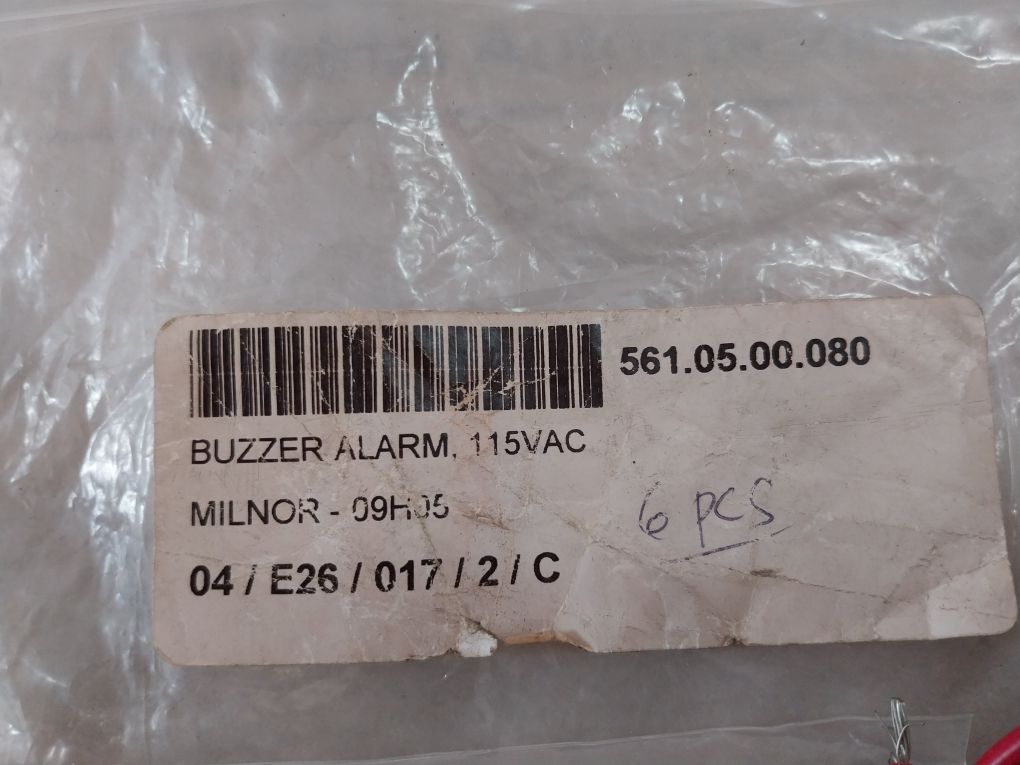 561.05.00.080
BUZZER ALARM, 115VAC
MILNOR - 09H05
6 pcs
04 / E26 / 017 / 2 / C